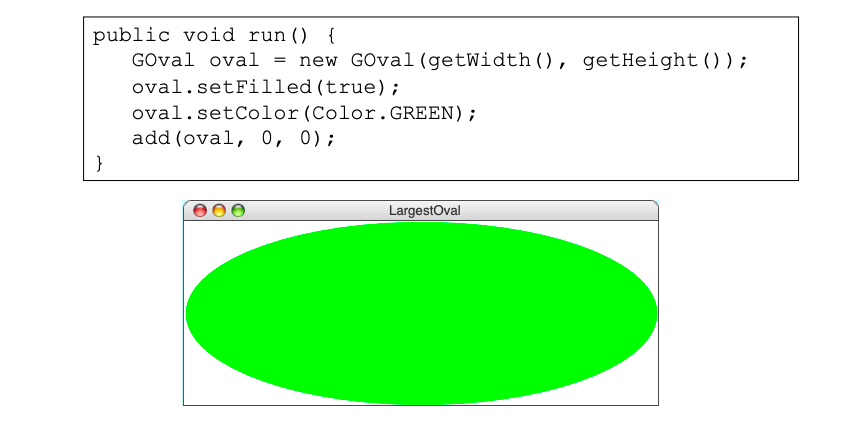 public void run() {
   GOval oval = new GOval(getWidth(), getHeight());
   oval.setFilled(true);
   oval.setColor(Color.GREEN);
   add(oval, 0, 0);
}
LargestOval